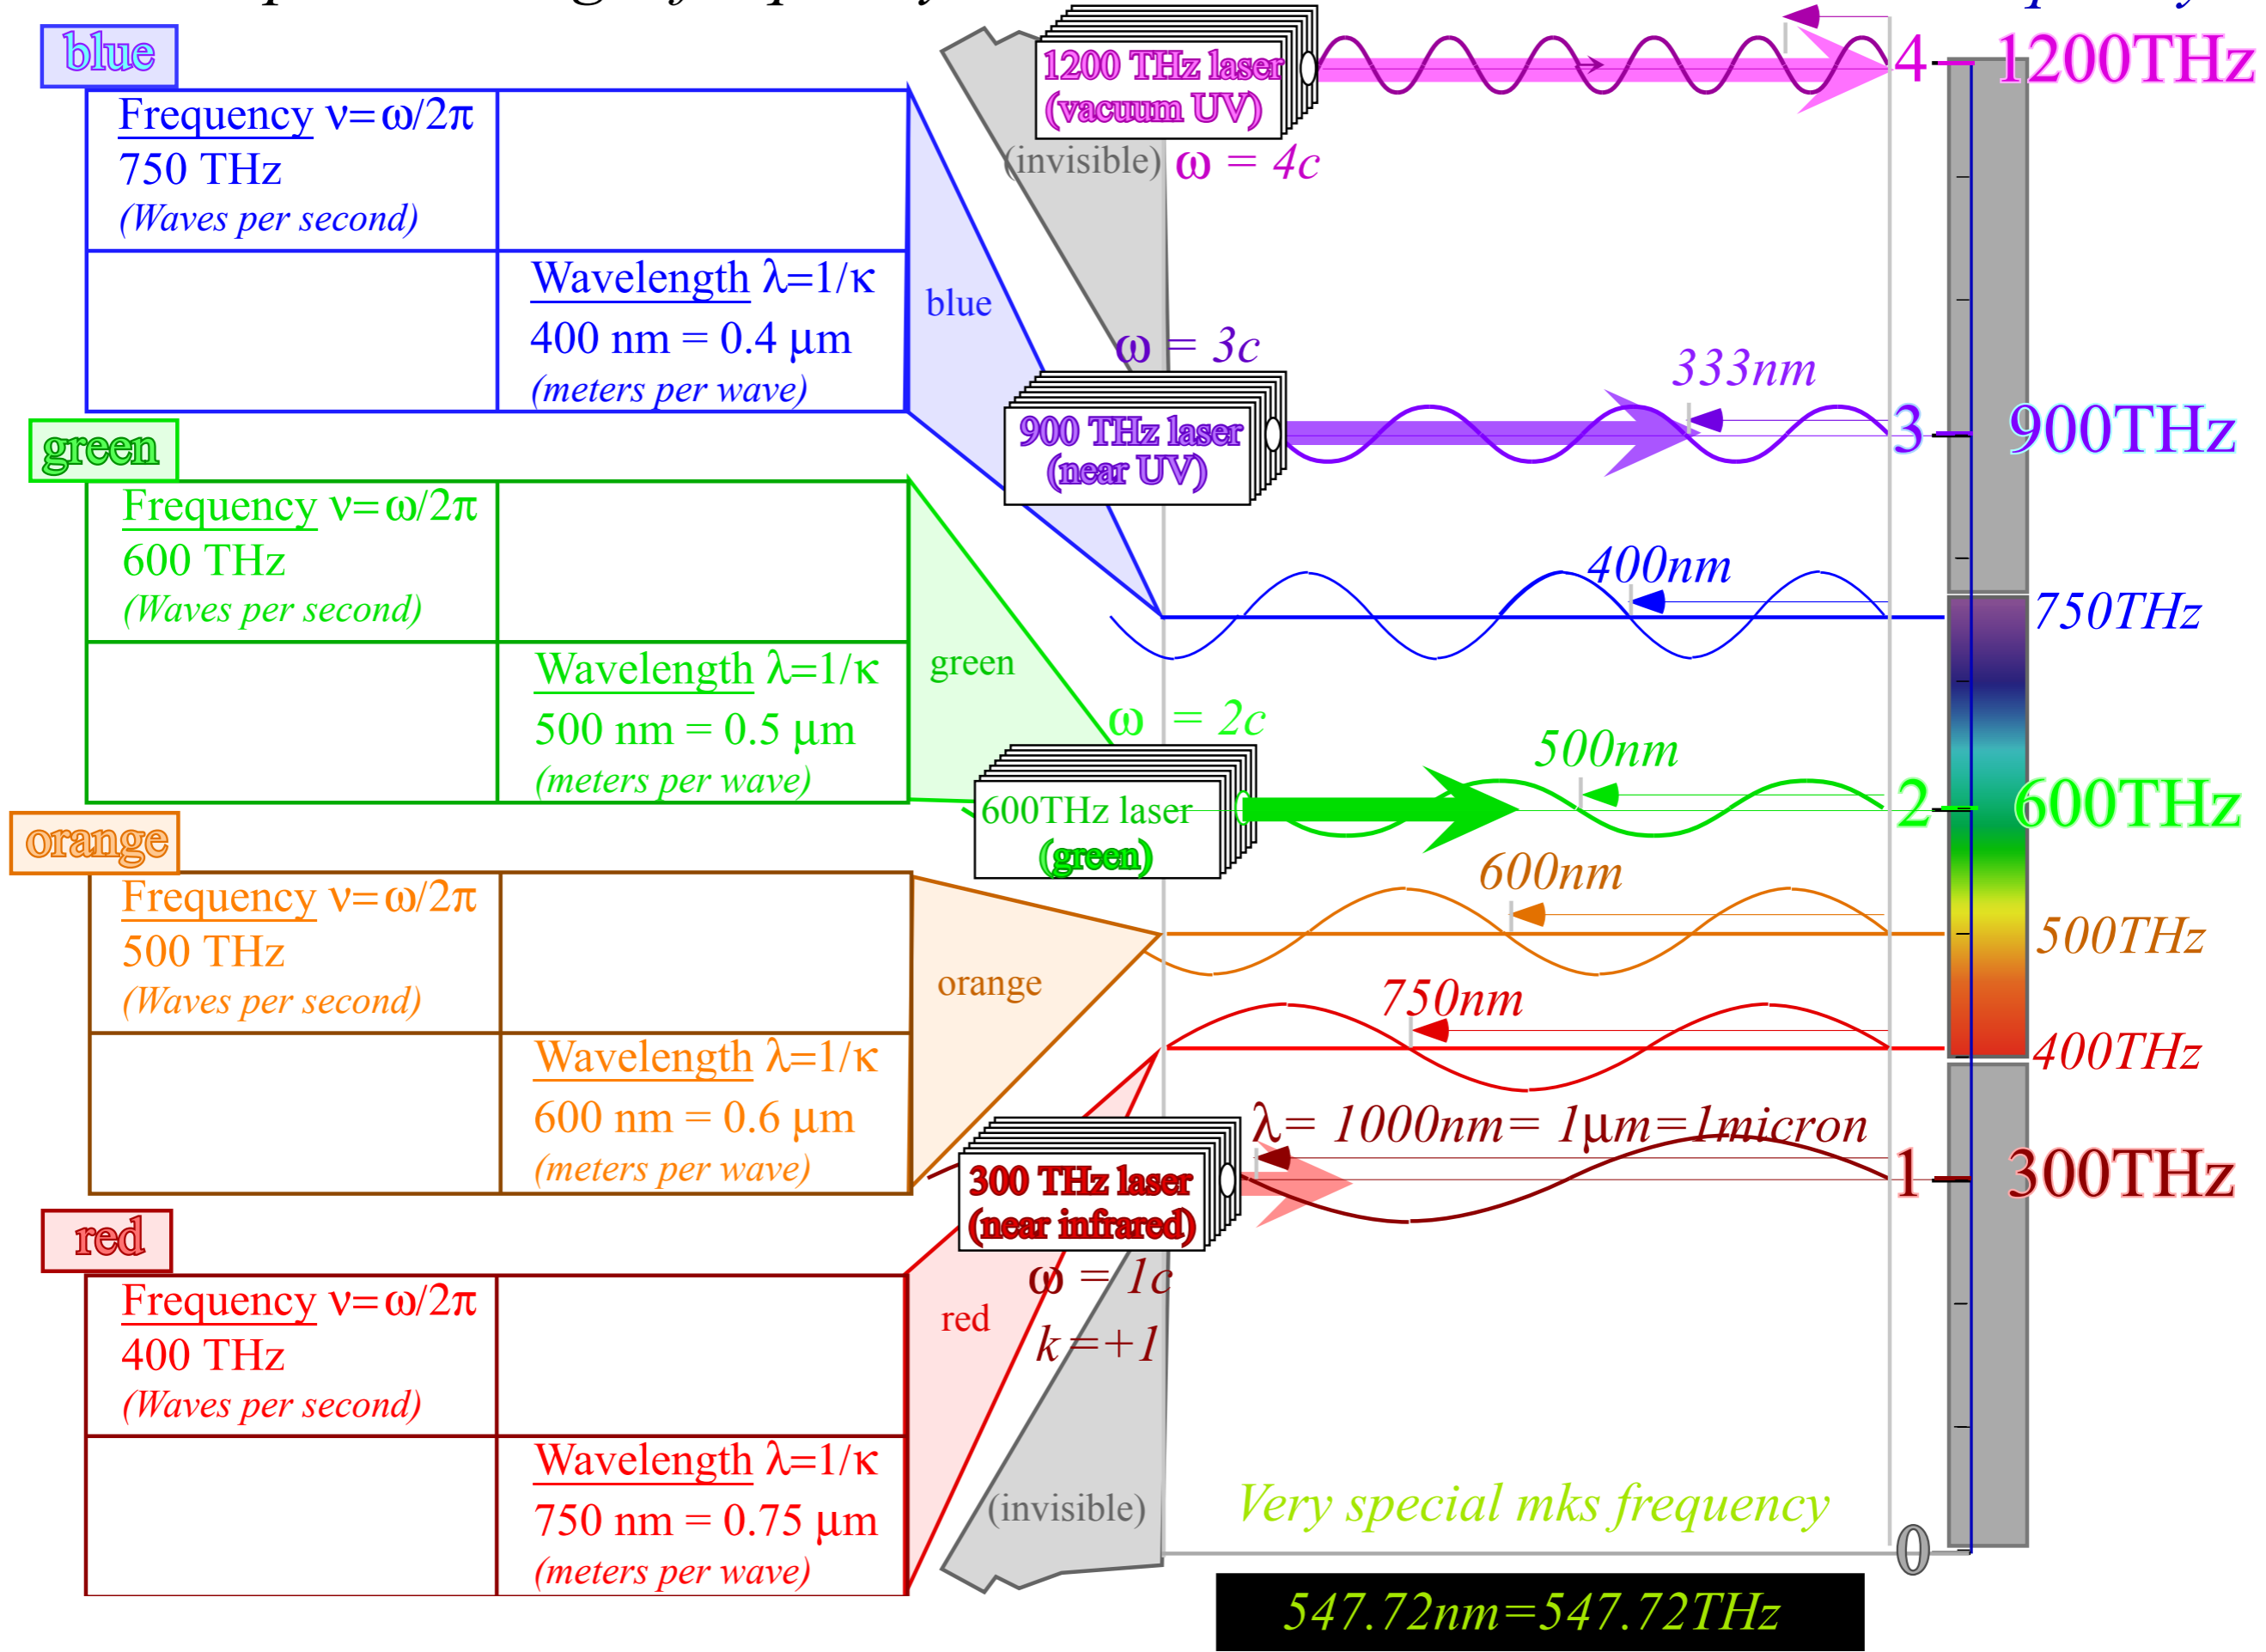 blue
Frequency ν=ω/2π
750 THz
(Waves per second)
Wavelength λ=1/κ
400 nm = 0.4 μm
(meters per wave)
blue
green
Frequency ν=ω/2π
600 THz
(Waves per second)
Wavelength λ=1/κ
500 nm = 0.5 μm
(meters per wave)
green
orange
Frequency ν=ω/2π
500 THz
(Waves per second)
Wavelength λ=1/κ
600 nm = 0.6 μm
(meters per wave)
orange
red
Frequency ν=ω/2π
400 THz
(Waves per second)
Wavelength λ=1/κ
750 nm = 0.75 μm
(meters per wave)
red
1200 THz laser
(vacuum UV)
(invisible)
ω = 4c
4
1200THz
ω = 3c
900 THz laser
(near UV)
333nm
3
900THz
400nm
750THz
ω = 2c
600THz laser
(green)
500nm
2
600THz
600nm
500THz
750nm
400THz
λ= 1000nm= 1μm=1micron
300 THz laser
(near infrared)
1
300THz
ω = 1c
k=+1
(invisible)
Very special mks frequency
0
547.72nm=547.72THz